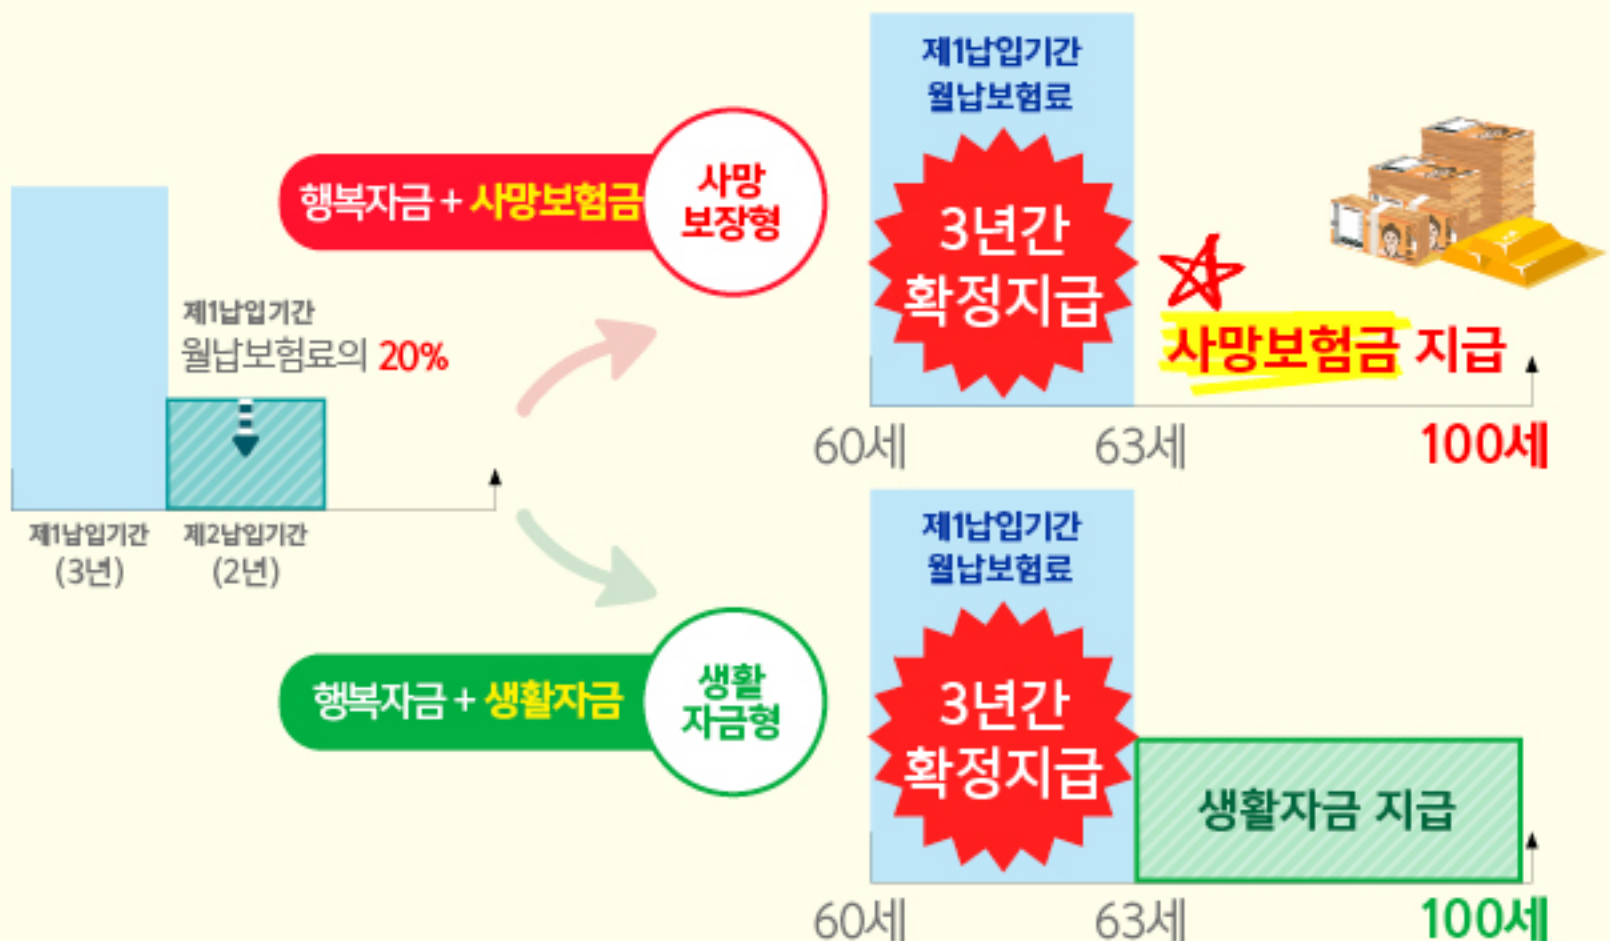 제1납입기간
월납보험료의 20%
제1납입기간
(3년)
제2납입기간
(2년)
행복자금 + 사망보험금
사망
보장형
제1납입기간
월납보험료
3년간
확정지급
사망보험금 지급
60세
63세
100세
행복자금 + 생활자금
생활
자금형
제1납입기간
월납보험료
3년간
확정지급
생활자금 지급
60세
63세
100세